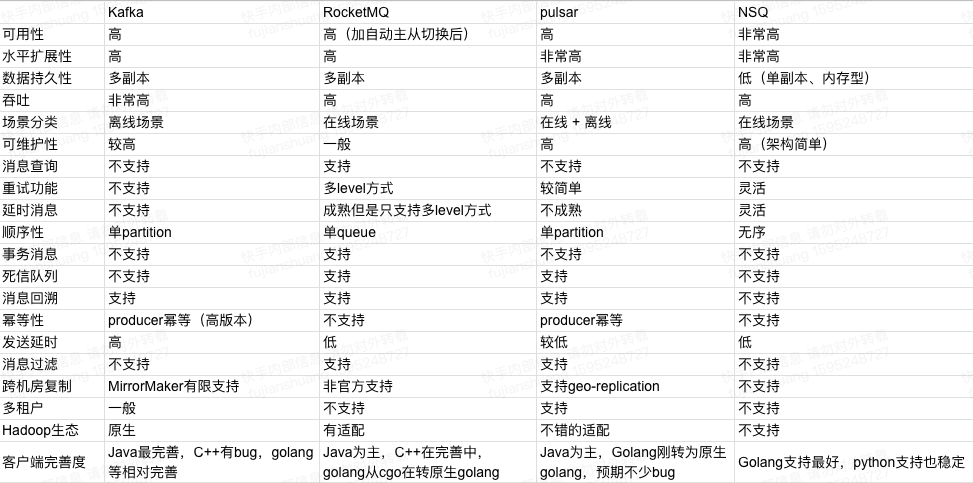 Kafka RocketMQ pulsar NSQ
可用性 高 高（加自动主从切换后） 高 非常高
水平扩展性 高 高 非常高 非常高
数据持久性 多副本 多副本 多副本 低（单副本、内存型）
吞吐 非常高 高 高 高
场景分类 离线场景 在线场景 在线 + 离线 在线场景
可维护性 较高 一般 高 高（架构简单）
消息查询 不支持 支持 不支持 不支持
重试功能 不支持 多level方式 较简单 灵活
延时消息 不支持 成熟但是只支持多level方式 不成熟 灵活
顺序性 单partition 单queue 单partition 无序
事务消息 不支持 支持 不支持 不支持
死信队列 不支持 支持 支持 不支持
消息回溯 支持 支持 支持 不支持
幂等性 producer幂等（高版本） 不支持 producer幂等 不支持
发送延时 高 低 较低 低
消息过滤 不支持 支持 支持 不支持
跨机房复制 MirrorMaker有限支持 非官方支持 支持geo-replication 不支持
多租户 一般 不支持 支持 不支持
Hadoop生态 原生 有适配 不错的适配 不支持
客户端完善度 Java最完善，C++有bug，golang
等相对完善 Java为主，C++在完善中，
golang从cgo在转原生golang Java为主，Golang刚转为原生
golang，预期不少bug Golang支持最好，python支持也稳定